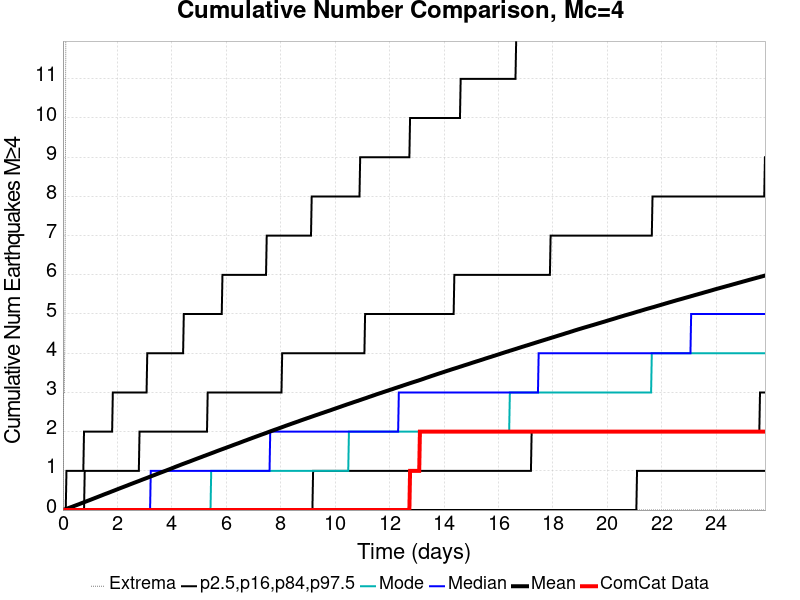 Cumulative Number Comparison, Mc=4
Cumulative Num Earthquakes M≥4
11
10
9
8
7
6
5
4
3
2
1
0
0 2 4 6 8 10 12 14 16 18 20 22 24
Time (days)
Extrema p2.5,p16,p84,p97.5 Mode Median Mean ComCat Data